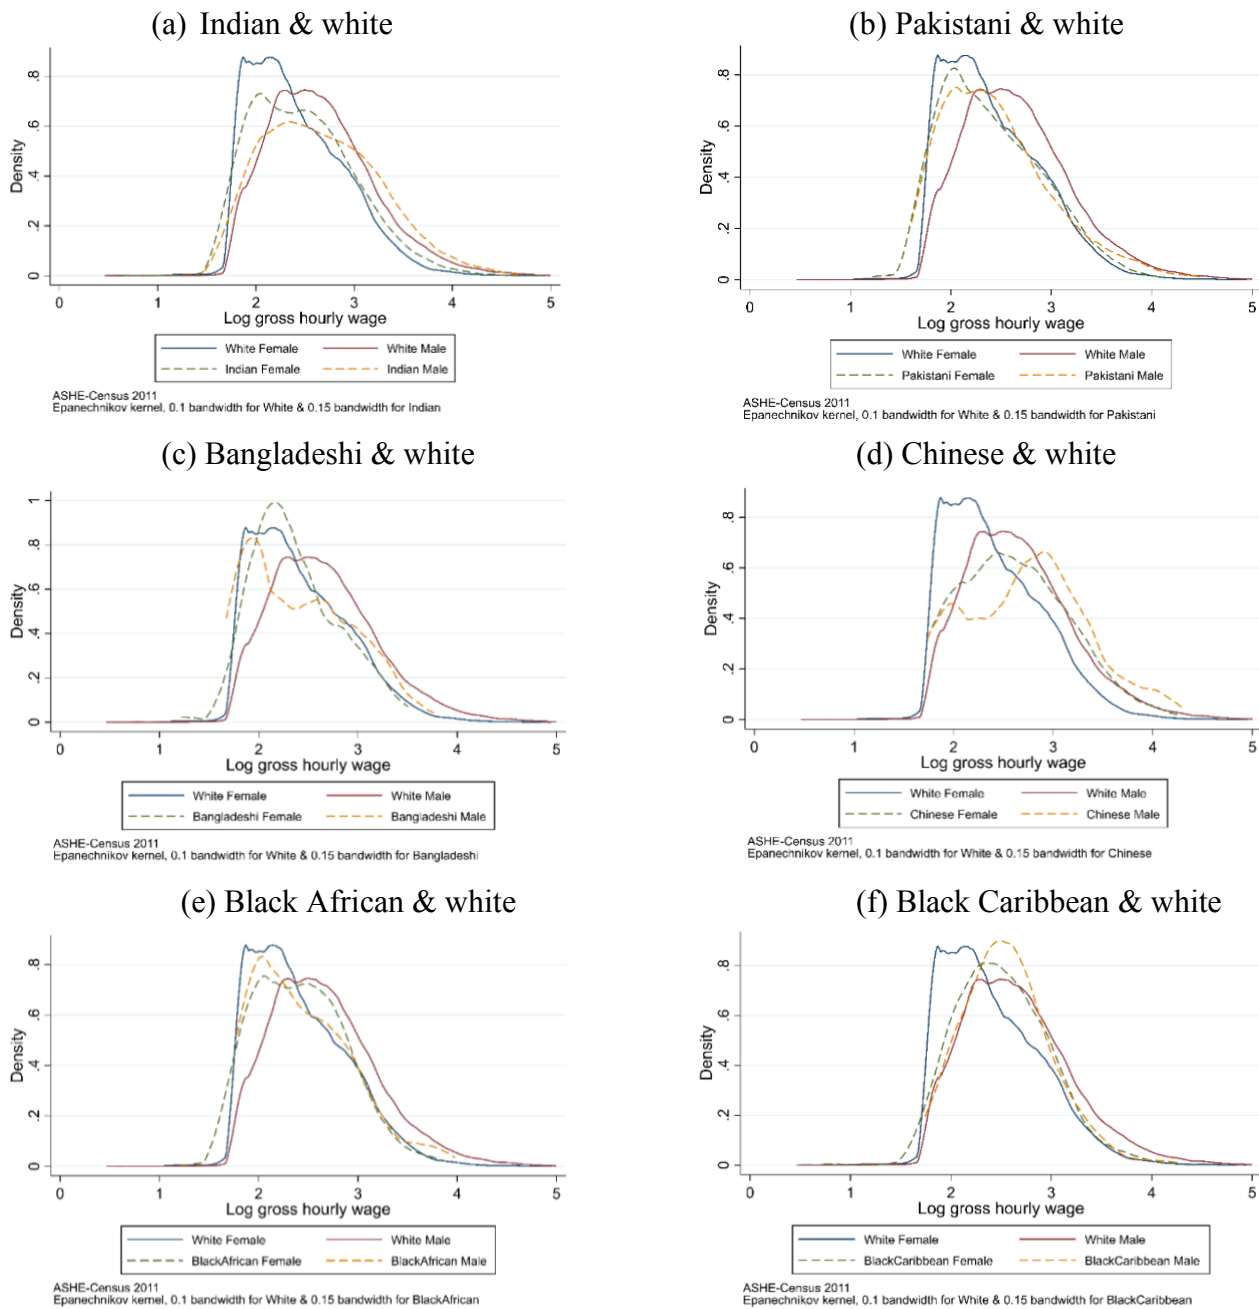 (a) Indian & white
.8
.6
.4
.2
0
Density
0 1 2 3 4 5
Log gross hourly wage
White Female White Male
Indian Female Indian Male
ASHE-Census 2011
Epanechnikov kernel, 0.1 bandwidth for White & 0.15 bandwidth for Indian
(b) Pakistani & white
.8
.6
.4
.2
0
Density
0 1 2 3 4 5
Log gross hourly wage
White Female White Male
Pakistani Female Pakistani Male
ASHE-Census 2011
Epanechnikov kernel, 0.1 bandwidth for White & 0.15 bandwidth for Pakistani
(c) Bangladeshi & white
1
.8
.6
.4
.2
0
Density
0 1 2 3 4 5
Log gross hourly wage
White Female White Male
Bangladeshi Female Bangladeshi Male
ASHE-Census 2011
Epanechnikov kernel, 0.1 bandwidth for White & 0.15 bandwidth for Bangladeshi
(d) Chinese & white
.8
.6
.4
.2
0
Density
0 1 2 3 4 5
Log gross hourly wage
White Female White Male
Chinese Female Chinese Male
ASHE-Census 2011
Epanechnikov kernel, 0.1 bandwidth for White & 0.15 bandwidth for Chinese
(e) Black African & white
.8
.6
.4
.2
0
Density
0 1 2 3 4 5
Log gross hourly wage
White Female White Male
BlackAfrican Female BlackAfrican Male
ASHE-Census 2011
Epanechnikov kernel, 0.1 bandwidth for White & 0.15 bandwidth for BlackAfrican
(f) Black Caribbean & white
.8
.6
.4
.2
0
Density
0 1 2 3 4 5
Log gross hourly wage
White Female White Male
BlackCaribbean Female BlackCaribbean Male
ASHE-Census 2011
Epanechnikov kernel, 0.1 bandwidth for White & 0.15 bandwidth for BlackCaribbean